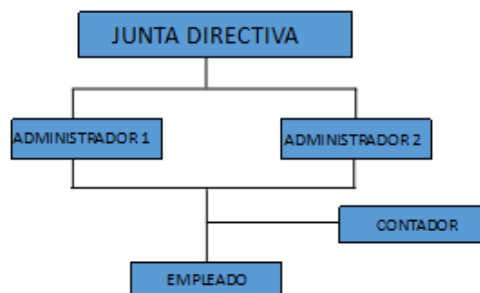 JUNTA DIRECTIVA
ADMINISTRADOR 1
ADMINISTRADOR 2
CONTADOR
EMPLEADO